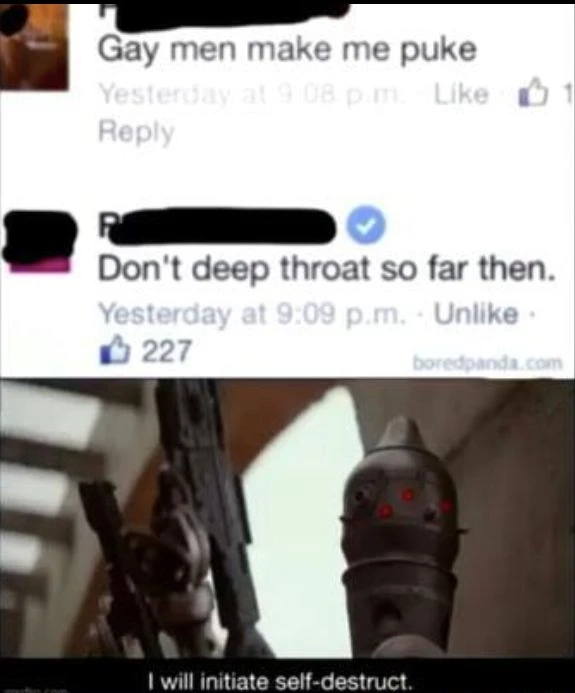 Gay men make me puke
Yesterday at 9:08 p.m. Like 1
Reply
Don't deep throat so far then.
Yesterday at 9:09 p.m. · Unlike ·
227
boredpanda.com
I will initiate self-destruct.